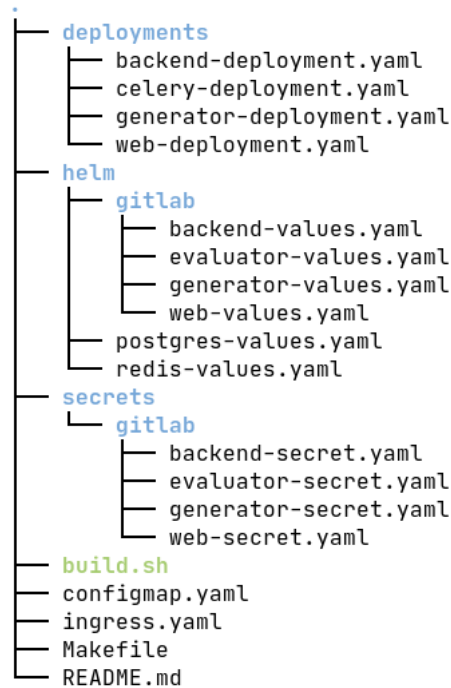 .
deployments
backend-deployment.yaml
celery-deployment.yaml
generator-deployment.yaml
web-deployment.yaml
helm
gitlab
backend-values.yaml
evaluator-values.yaml
generator-values.yaml
web-values.yaml
postgres-values.yaml
redis-values.yaml
secrets
gitlab
backend-secret.yaml
evaluator-secret.yaml
generator-secret.yaml
web-secret.yaml
build.sh
configmap.yaml
ingress.yaml
Makefile
README.md